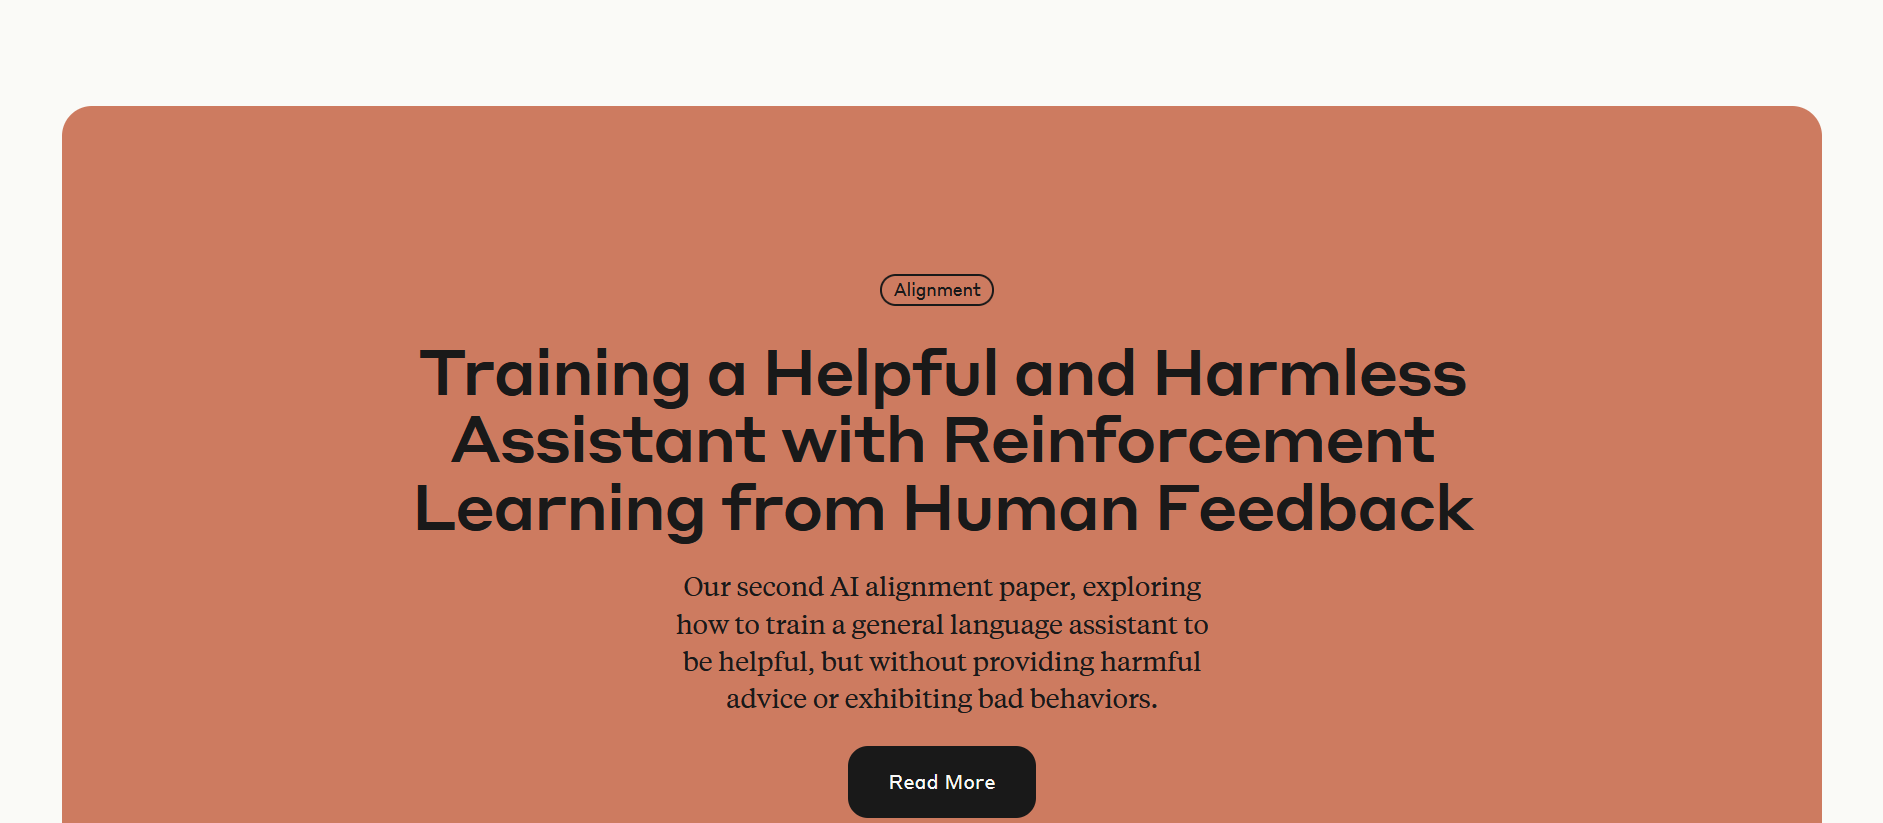 Alignment
Training a Helpful and Harmless
Assistant with Reinforcement
Learning from Human Feedback
Our second AI alignment paper, exploring
how to train a general language assistant to
be helpful, but without providing harmful
advice or exhibiting bad behaviors.
Read More